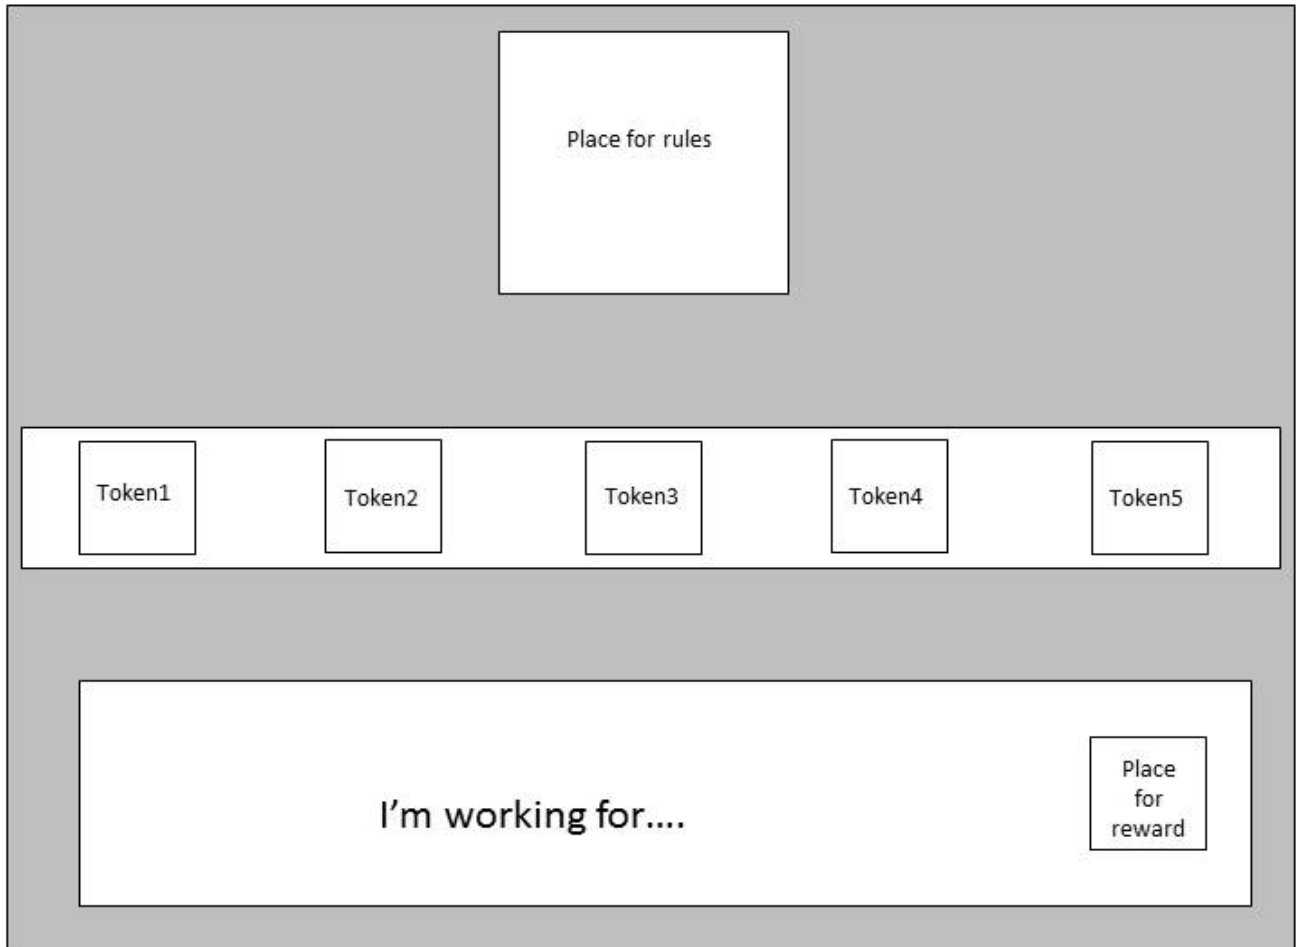 Place for rules
Token1
Token2
Token3
Token4
Token5
I'm working for....
Place
for
reward